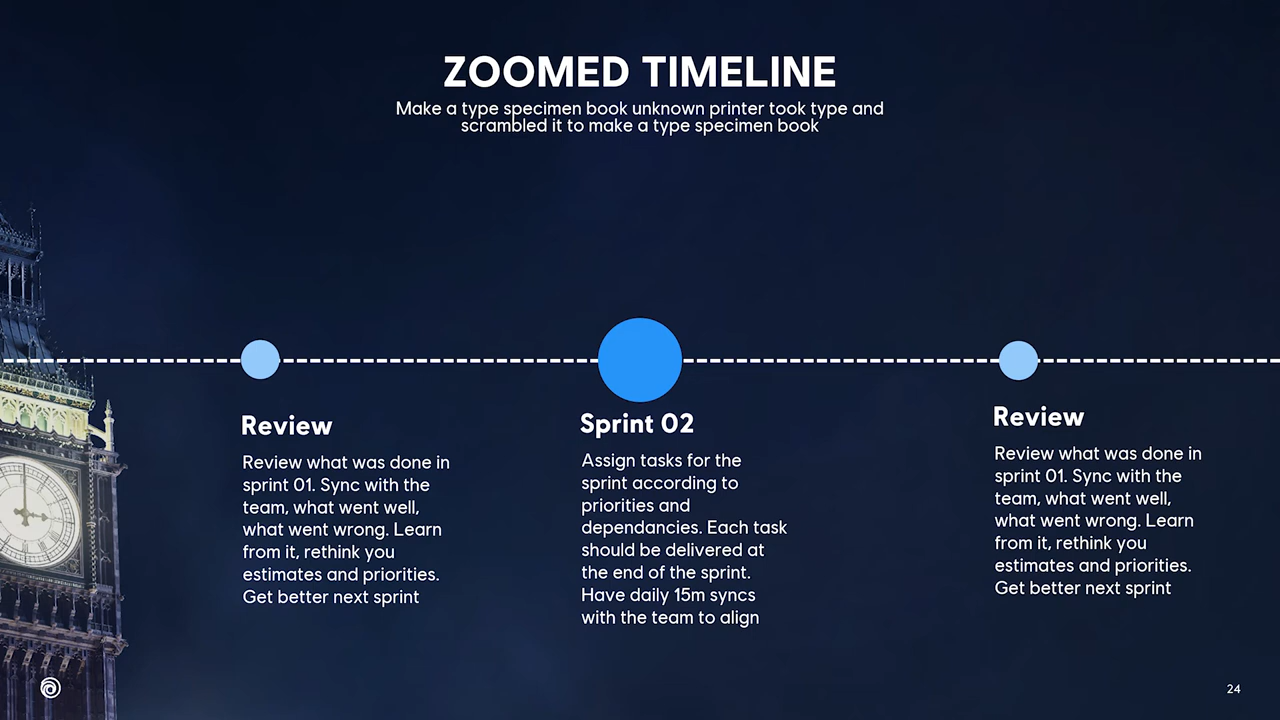 ZOOMED TIMELINE
Make a type specimen book unknown printer took type and
scrambled it to make a type specimen book
Review
Review what was done in
sprint 01. Sync with the
team, what went well,
what went wrong. Learn
from it, rethink you
estimates and priorities.
Get better next sprint
Sprint 02
Assign tasks for the
sprint according to
priorities and
dependancies. Each task
should be delivered at
the end of the sprint.
Have daily 15m syncs
with the team to align
Review
Review what was done in
sprint 01. Sync with the
team, what went well,
what went wrong. Learn
from it, rethink you
estimates and priorities.
Get better next sprint
24